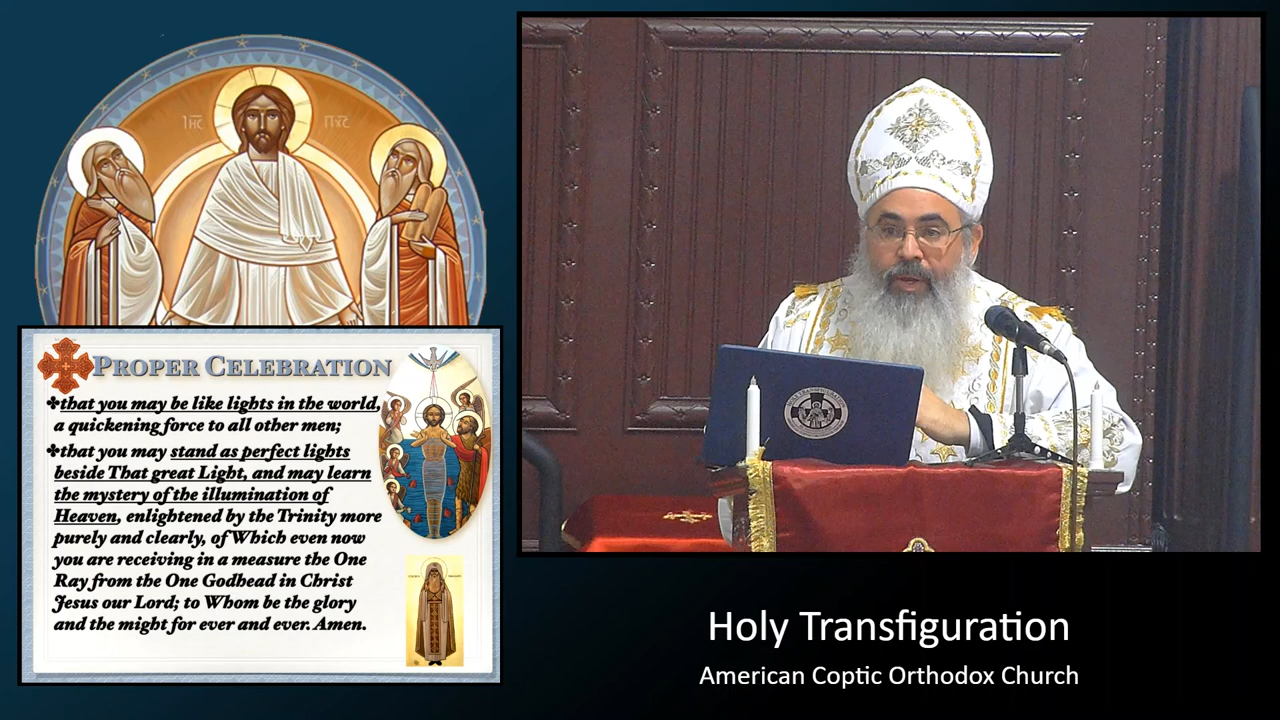 ΙΗΣ ΠΧΣ
PROPER CELEBRATION
✤that you may be like lights in the world,
a quickening force to all other men;
✤that you may stand as perfect lights
beside That great Light, and may learn
the mystery of the illumination of
Heaven, enlightened by the Trinity more
purely and clearly, of Which even now
you are receiving in a measure the One
Ray from the One Godhead in Christ
Jesus our Lord; to Whom be the glory
and the might for ever and ever. Amen.
Holy Transfiguration
American Coptic Orthodox Church